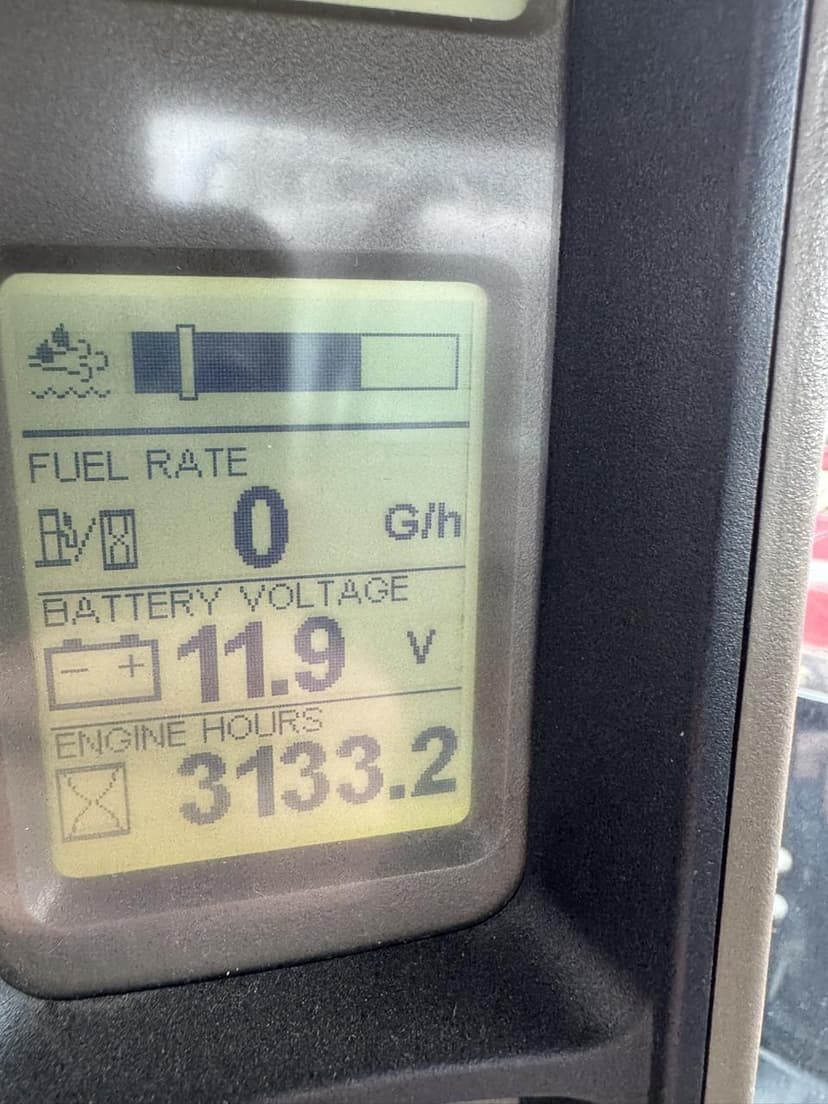 FUEL RATE
0 G/h
BATTERY VOLTAGE
- + 11.9 V
ENGINE HOURS
3133.2